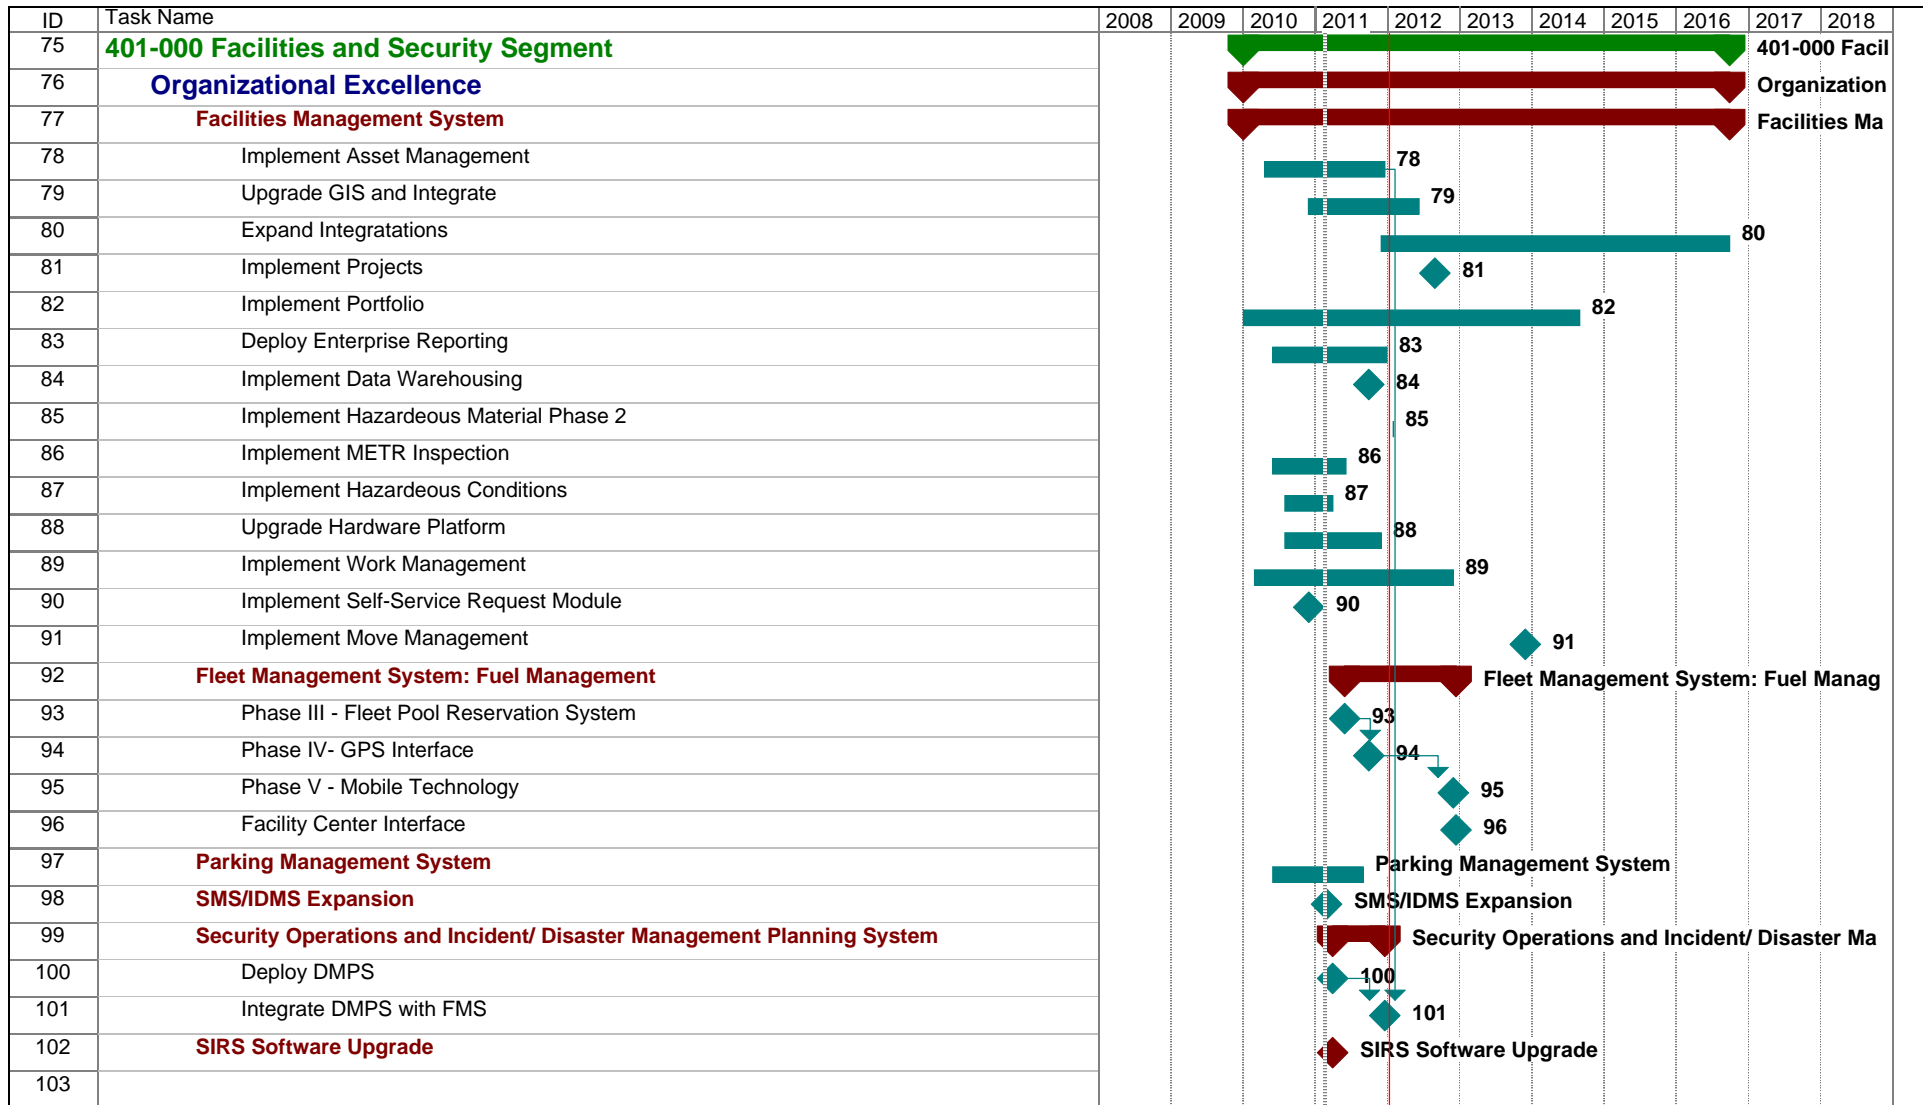 ID Task Name 2008 2009 2010 2011 2012 2013 2014 2015 2016 2017 2018
75 401-000 Facilities and Security Segment 401-000 Facil
76 Organizational Excellence Organization
77 Facilities Management System Facilities Ma
78 Implement Asset Management 78
79 Upgrade GIS and Integrate 79
80 Expand Integratations 80
81 Implement Projects 81
82 Implement Portfolio 82
83 Deploy Enterprise Reporting 83
84 Implement Data Warehousing 84
85 Implement Hazardeous Material Phase 2 85
86 Implement METR Inspection 86
87 Implement Hazardeous Conditions 87
88 Upgrade Hardware Platform 88
89 Implement Work Management 89
90 Implement Self-Service Request Module 90
91 Implement Move Management 91
92 Fleet Management System: Fuel Management Fleet Management System: Fuel Manag
93 Phase III - Fleet Pool Reservation System 93
94 Phase IV- GPS Interface 94
95 Phase V - Mobile Technology 95
96 Facility Center Interface 96
97 Parking Management System Parking Management System
98 SMS/IDMS Expansion SMS/IDMS Expansion
99 Security Operations and Incident/ Disaster Management Planning System Security Operations and Incident/ Disaster Ma
100 Deploy DMPS 100
101 Integrate DMPS with FMS 101
102 SIRS Software Upgrade SIRS Software Upgrade
103